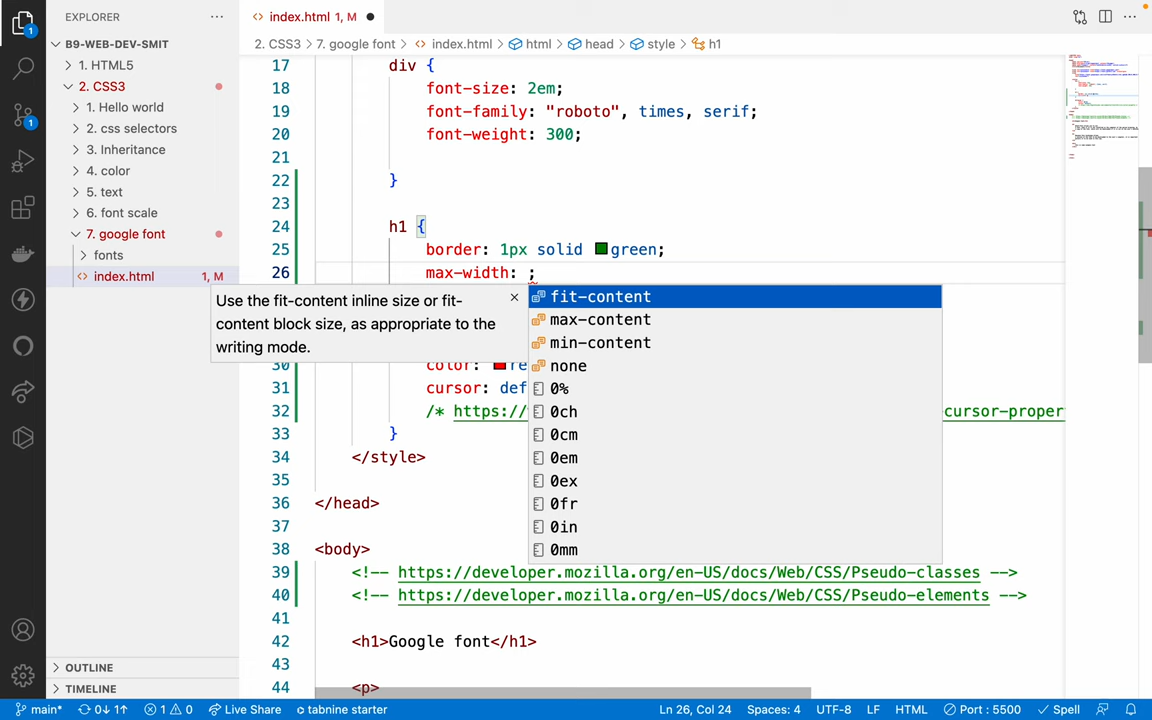 EXPLORER
index.html 1, M
B9-WEB-DEV-SMIT
1. HTML5
2. CSS3
1. Hello world
2. css selectors
3. Inheritance
4. color
5. text
6. font scale
7. google font
fonts
index.html 1, M
OUTLINE
TIMELINE
2. CSS3 > 7. google font > index.html > html > head > style > h1
17 div {
18 font-size: 2em;
19 font-family: "roboto", times, serif;
20 font-weight: 300;
21
22 }
23
24 h1 {
25 border: 1px solid green;
26 max-width: ;
Use the fit-content inline size or fit-
content block size, as appropriate to the
writing mode.
fit-content
max-content
min-content
none
0%
0ch
0cm
0em
0ex
0fr
0in
0mm
30 color: re
31 cursor: def
32 /* https:// cursor-proper
33 }
34 </style>
35
36 </head>
37
38 <body>
39 <!-- https://developer.mozilla.org/en-US/docs/Web/CSS/Pseudo-classes -->
40 <!-- https://developer.mozilla.org/en-US/docs/Web/CSS/Pseudo-elements -->
41
42 <h1>Google font</h1>
43
44 <p>
main* 0↓ 1↑ 1 0 Live Share tabnine starter Ln 26, Col 24 Spaces: 4 UTF-8 LF HTML Port : 5500 Spell